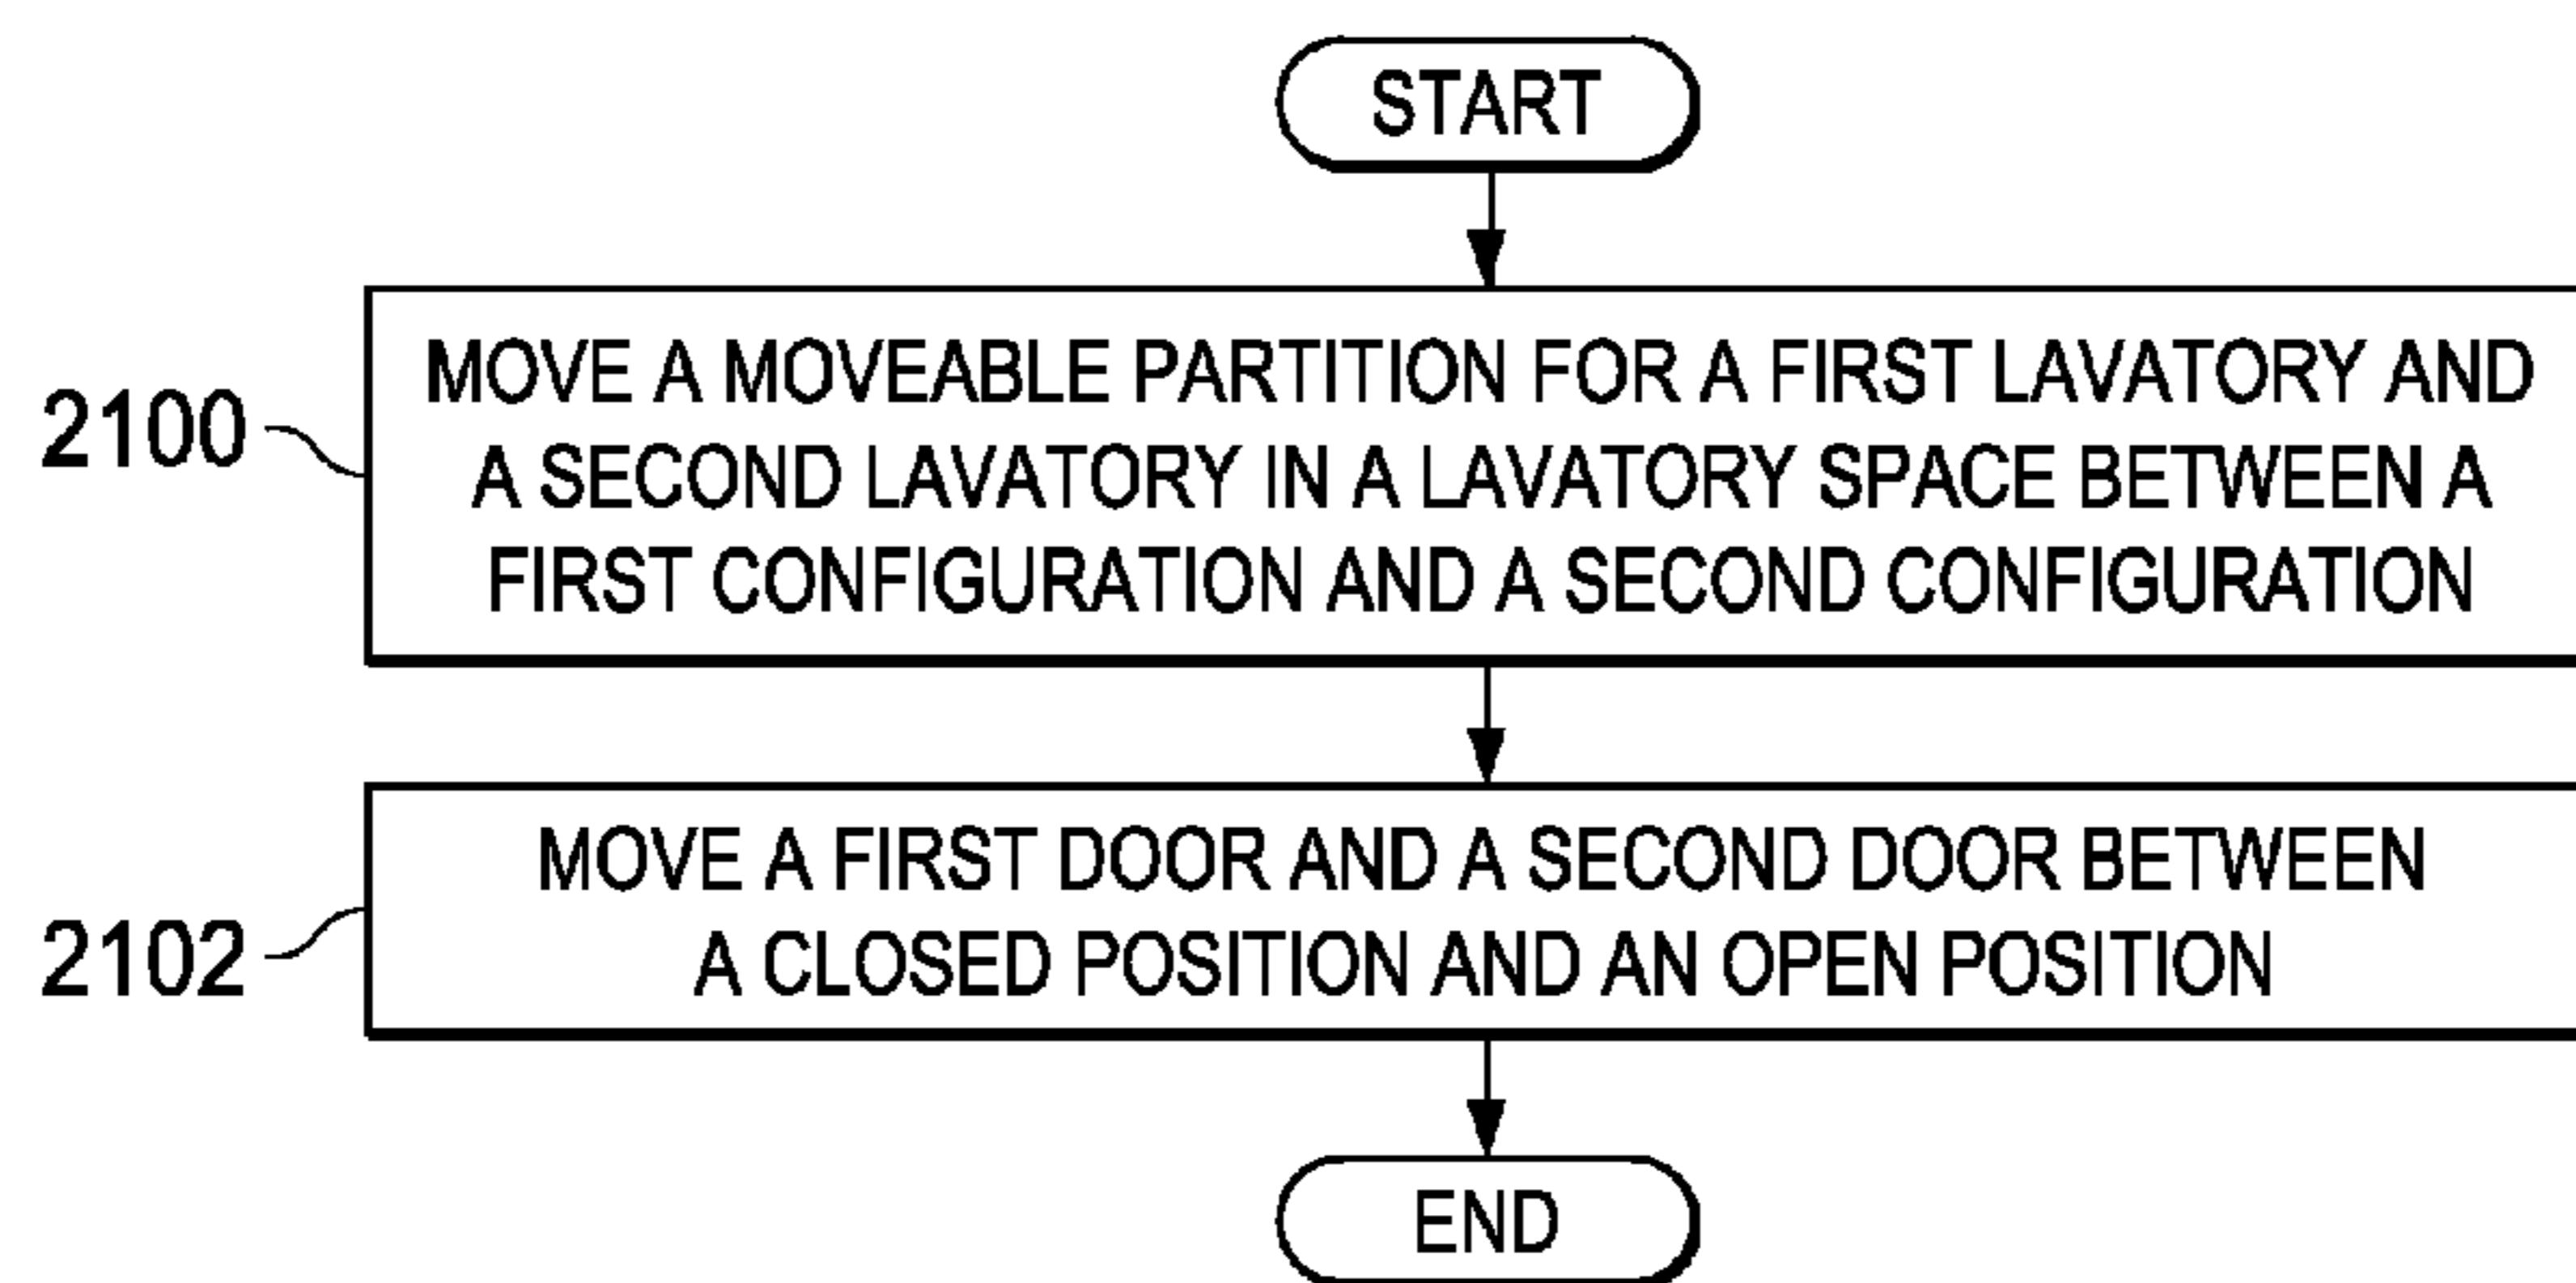 START
2100
MOVE A MOVEABLE PARTITION FOR A FIRST LAVATORY AND
A SECOND LAVATORY IN A LAVATORY SPACE BETWEEN A
FIRST CONFIGURATION AND A SECOND CONFIGURATION
2102
MOVE A FIRST DOOR AND A SECOND DOOR BETWEEN
A CLOSED POSITION AND AN OPEN POSITION
END